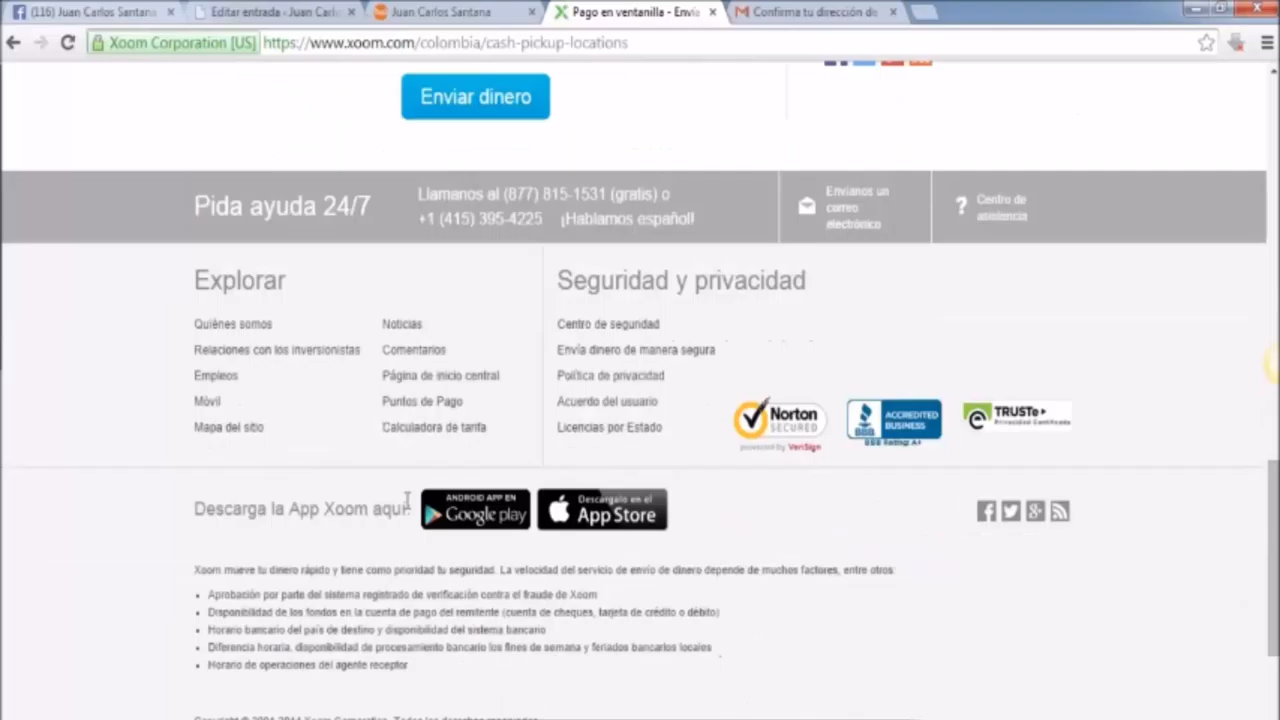 (116) Juan Carlos Santana
Editar entrada ‹ Juan Carl
Juan Carlos Santana
Pago en ventanilla - Envía
Confirma tu dirección de
Xoom Corporation [US]
https://www.xoom.com/colombia/cash-pickup-locations
Enviar dinero
Pida ayuda 24/7
Llamanos al (877) 815-1531 (gratis) o
+1 (415) 395-4225 ¡Hablamos español!
Envíanos un
correo
electrónico
?
Centro de
asistencia
Explorar
Quiénes somos
Noticias
Relaciones con los inversionistas
Comentarios
Empleos
Página de inicio central
Móvil
Puntos de Pago
Mapa del sitio
Calculadora de tarifa
Seguridad y privacidad
Centro de seguridad
Envía dinero de manera segura
Política de privacidad
Acuerdo del usuario
Licencias por Estado
Norton
SECURED
powered by VeriSign
BBB
ACCREDITED
BUSINESS
BBB Rating: A+
TRUSTe
Privacidad Certificada
Descarga la App Xoom aquí:
ANDROID APP EN
Google play
Descárgalo en el
App Store
Xoom mueve tu dinero rápido y tiene como prioridad tu seguridad. La velocidad del servicio de envío de dinero depende de muchos factores, entre otros:
• Aprobación por parte del sistema registrado de verificación contra el fraude de Xoom
• Disponibilidad de los fondos en la cuenta de pago del remitente (cuenta de cheques, tarjeta de crédito o débito)
• Horario bancario del país de destino y disponibilidad del sistema bancario
• Diferencia horaria, disponibilidad de procesamiento bancario los fines de semana y feriados bancarios locales
• Horario de operaciones del agente receptor